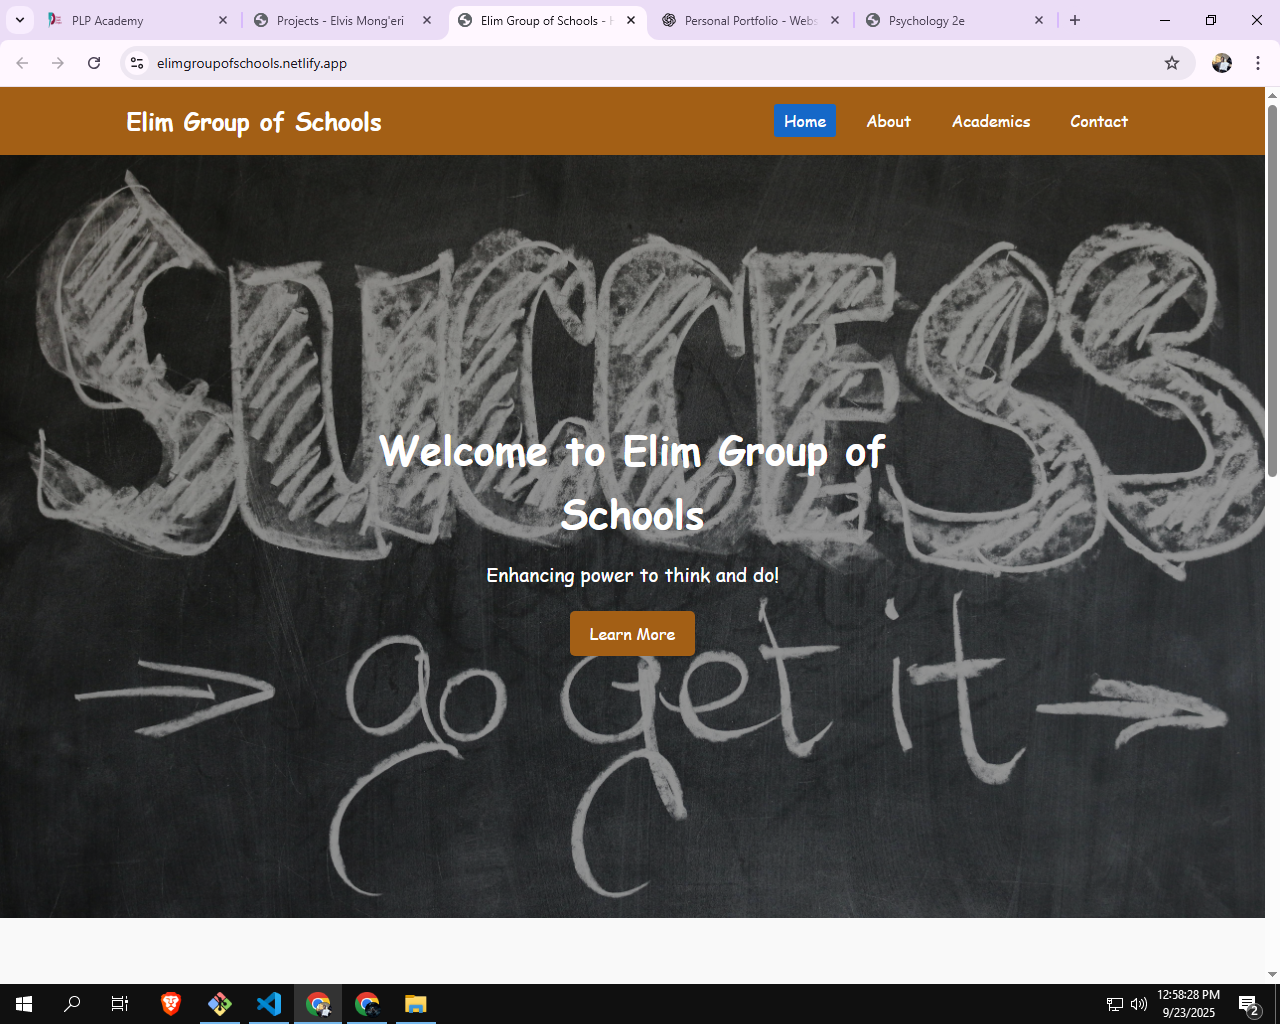 PLP Academy
Projects - Elvis Mong'eri
Elim Group of Schools -
Personal Portfolio - Webs
Psychology 2e
elimgroupofschools.netlify.app
Elim Group of Schools
Home
About
Academics
Contact
SUCCESS
Welcome to Elim Group of
Schools
Enhancing power to think and do!
Learn More
go get it
12:58:28 PM
9/23/2025
2